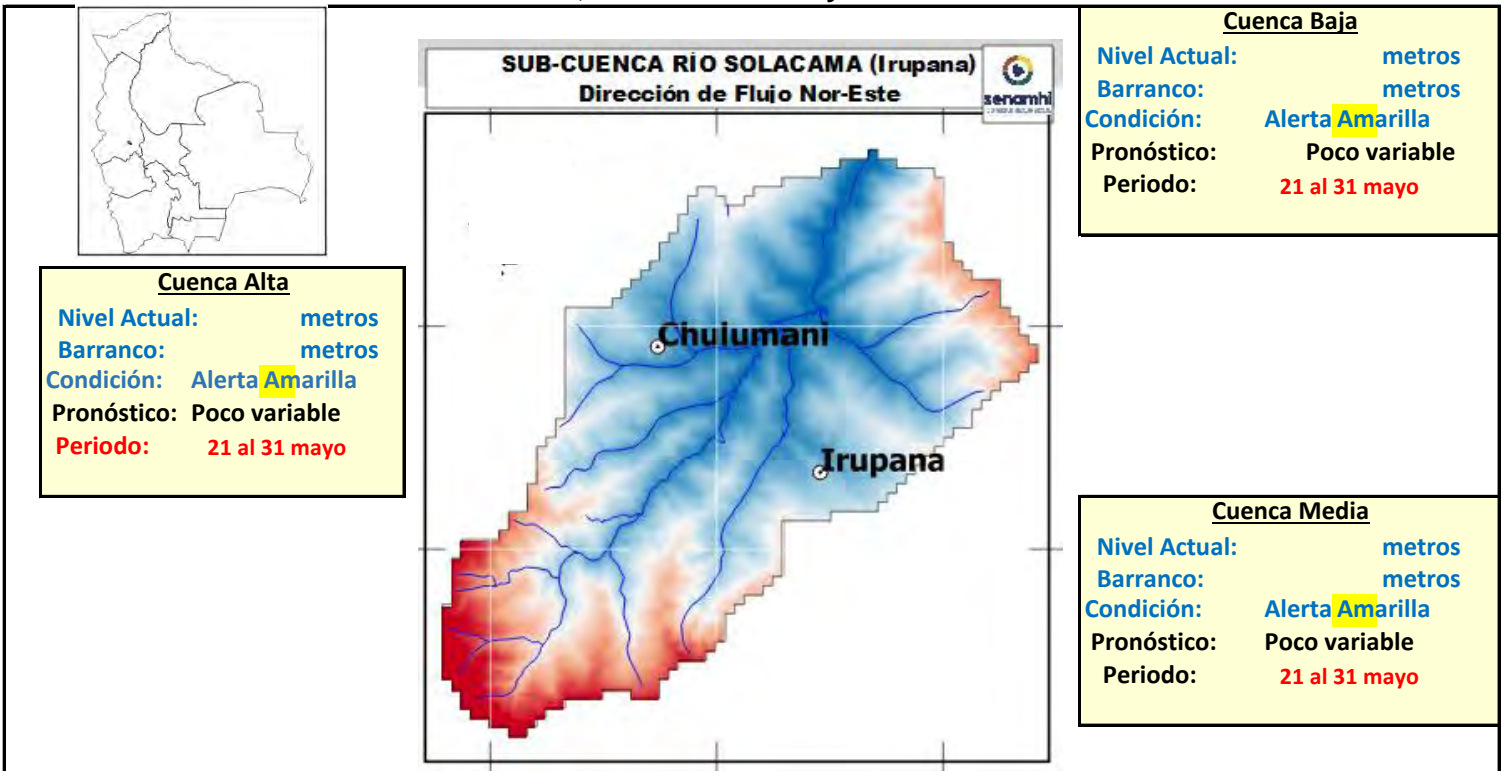 SUB-CUENCA RÍO SOLACAMA (Irupana)
Dirección de Flujo Nor-Este
senamhi
Cuenca Baja
Nivel Actual: metros
Barranco: metros
Condición: Alerta Amarilla
Pronóstico: Poco variable
Periodo: 21 al 31 mayo
Cuenca Alta
Nivel Actual: metros
Barranco: metros
Condición: Alerta Amarilla
Pronóstico: Poco variable
Periodo: 21 al 31 mayo
Chulumani
Irupana
Cuenca Media
Nivel Actual: metros
Barranco: metros
Condición: Alerta Amarilla
Pronóstico: Poco variable
Periodo: 21 al 31 mayo